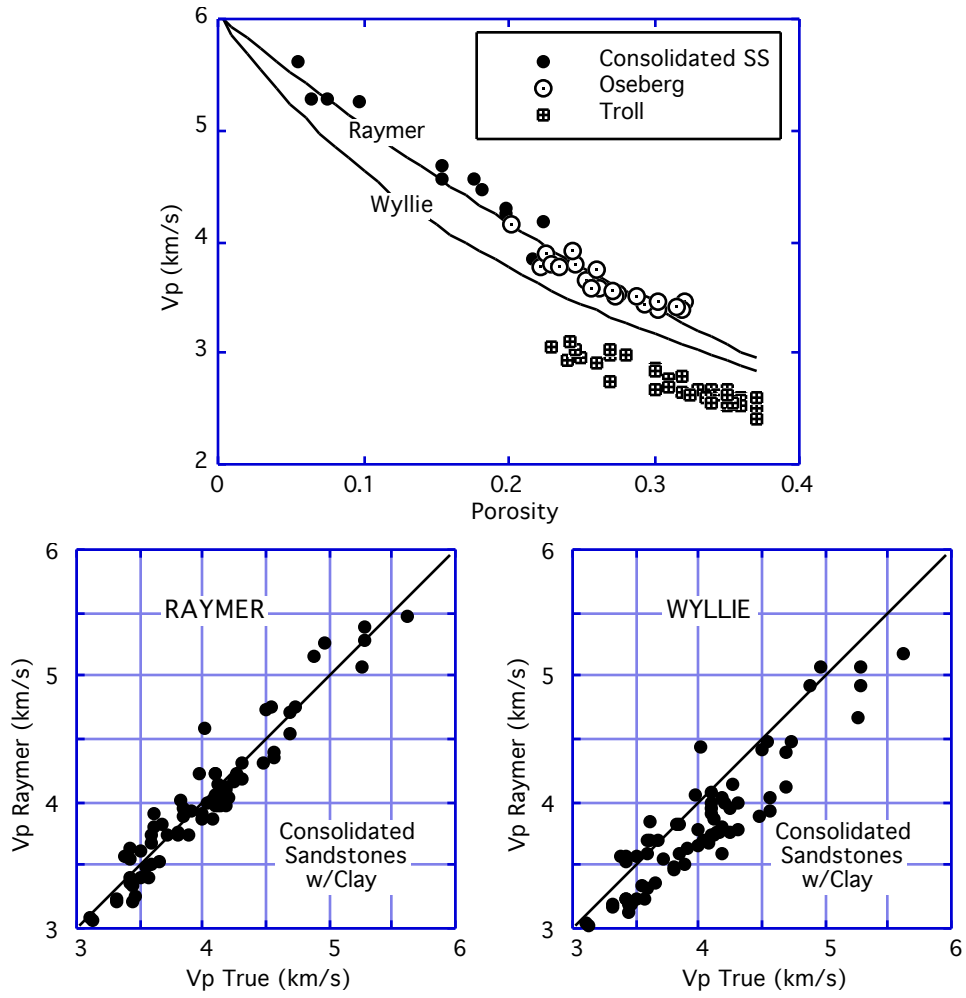 6
5
4
3
2
Vp (km/s)
Consolidated SS
Oseberg
Troll
Raymer
Wyllie
0
0.1
0.2
0.3
0.4
Porosity
6
5
4
3
Vp Raymer (km/s)
RAYMER
Consolidated
Sandstones
w/Clay
3
4
5
6
Vp True (km/s)
6
5
4
3
Vp Raymer (km/s)
WYLLIE
Consolidated
Sandstones
w/Clay
3
4
5
6
Vp True (km/s)